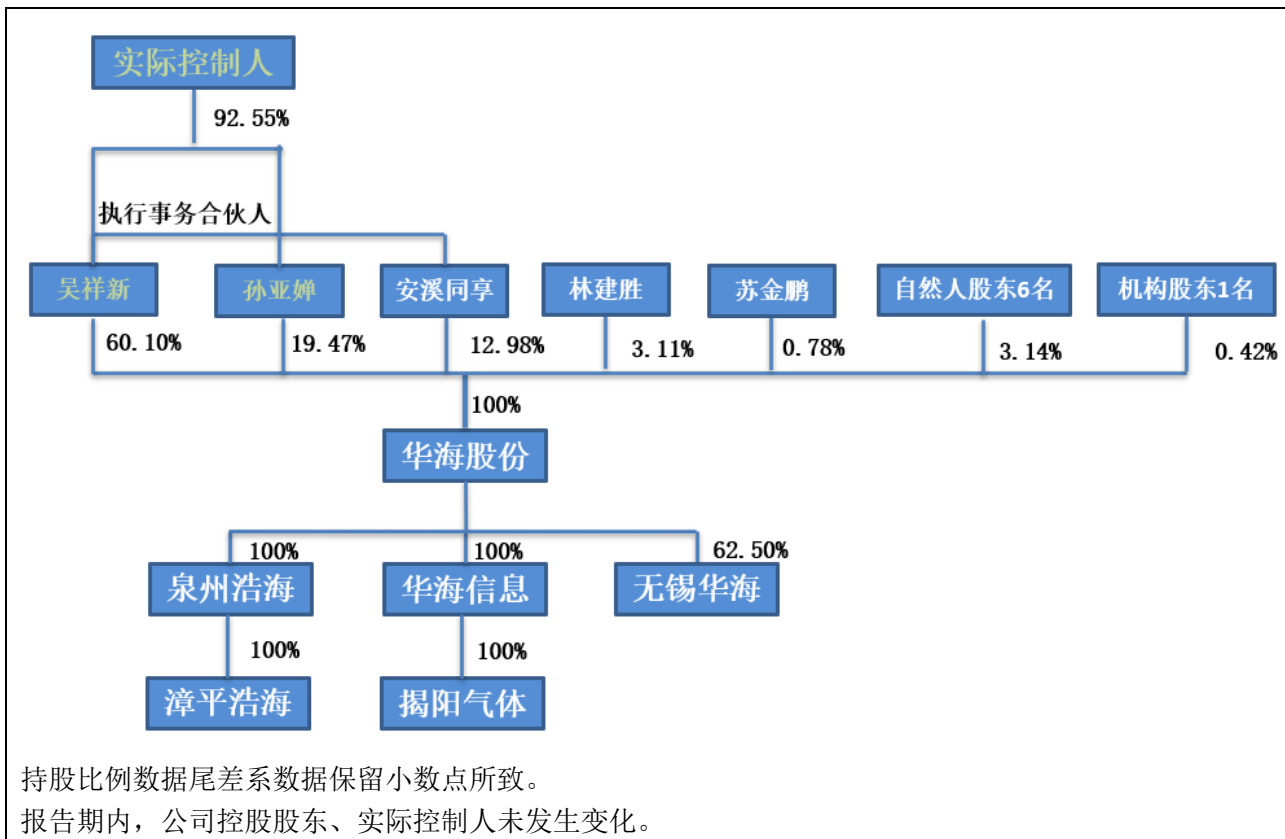 实际控制人
92.55%
执行事务合伙人
吴祥新
孙亚婵
安溪同享
林建胜
苏金鹏
自然人股东6名
机构股东1名
60.10%
19.47%
12.98%
3.11%
0.78%
3.14%
0.42%
100%
华海股份
100%
100%
62.50%
泉州浩海
华海信息
无锡华海
100%
100%
漳平浩海
揭阳气体
持股比例数据尾差系数据保留小数点所致。
报告期内，公司控股股东、实际控制人未发生变化。